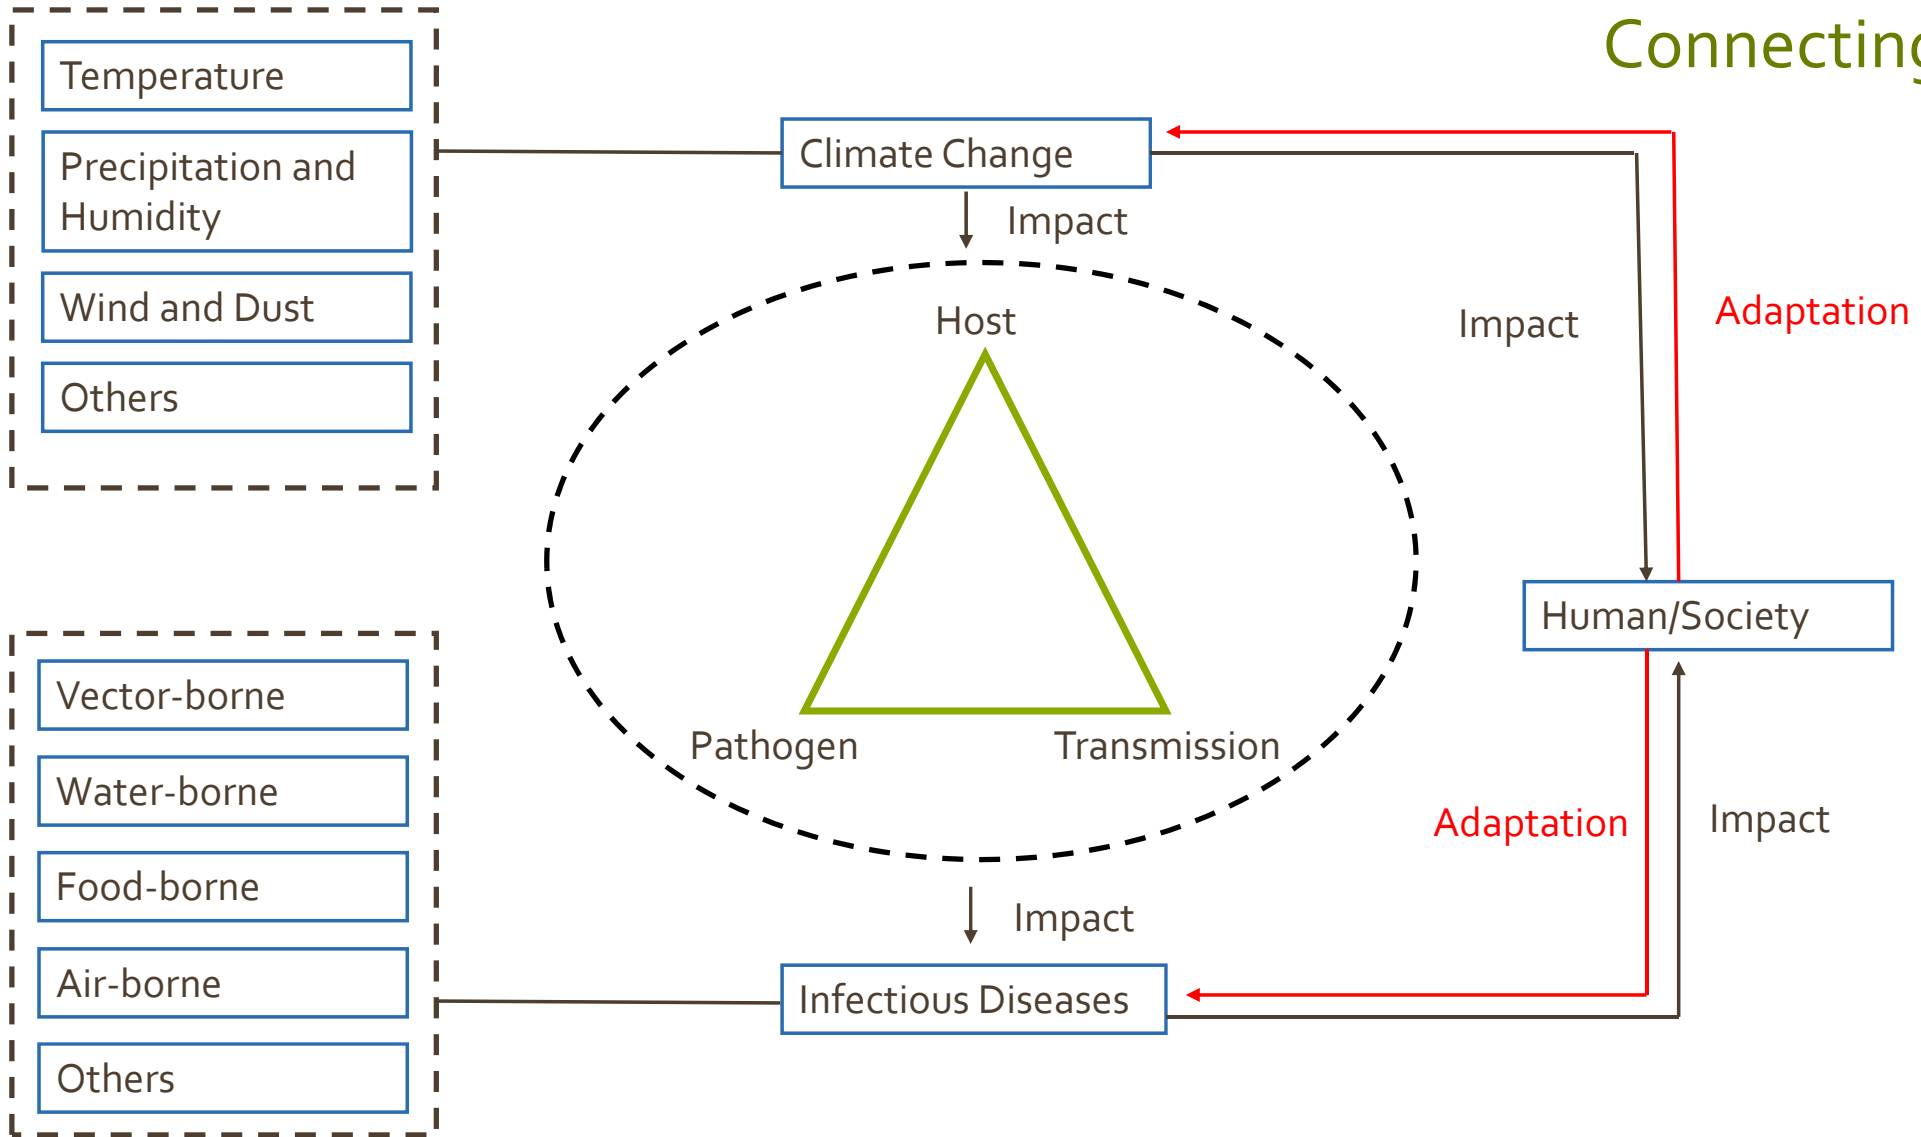 Connecting
Temperature
Precipitation and
Humidity
Wind and Dust
Others
Climate Change
Impact
Host
Pathogen
Transmission
Impact
Adaptation
Human/Society
Adaptation
Impact
Vector-borne
Water-borne
Food-borne
Air-borne
Others
Impact
Infectious Diseases